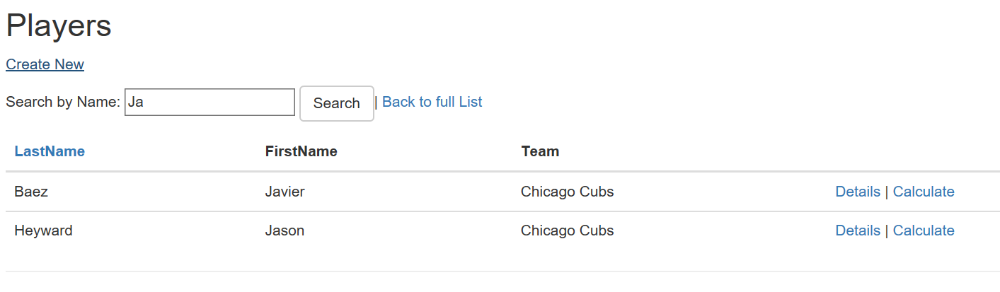 Players
Create New
Search by Name: Ja Search | Back to full List
LastName FirstName Team
Baez Javier Chicago Cubs Details | Calculate
Heyward Jason Chicago Cubs Details | Calculate